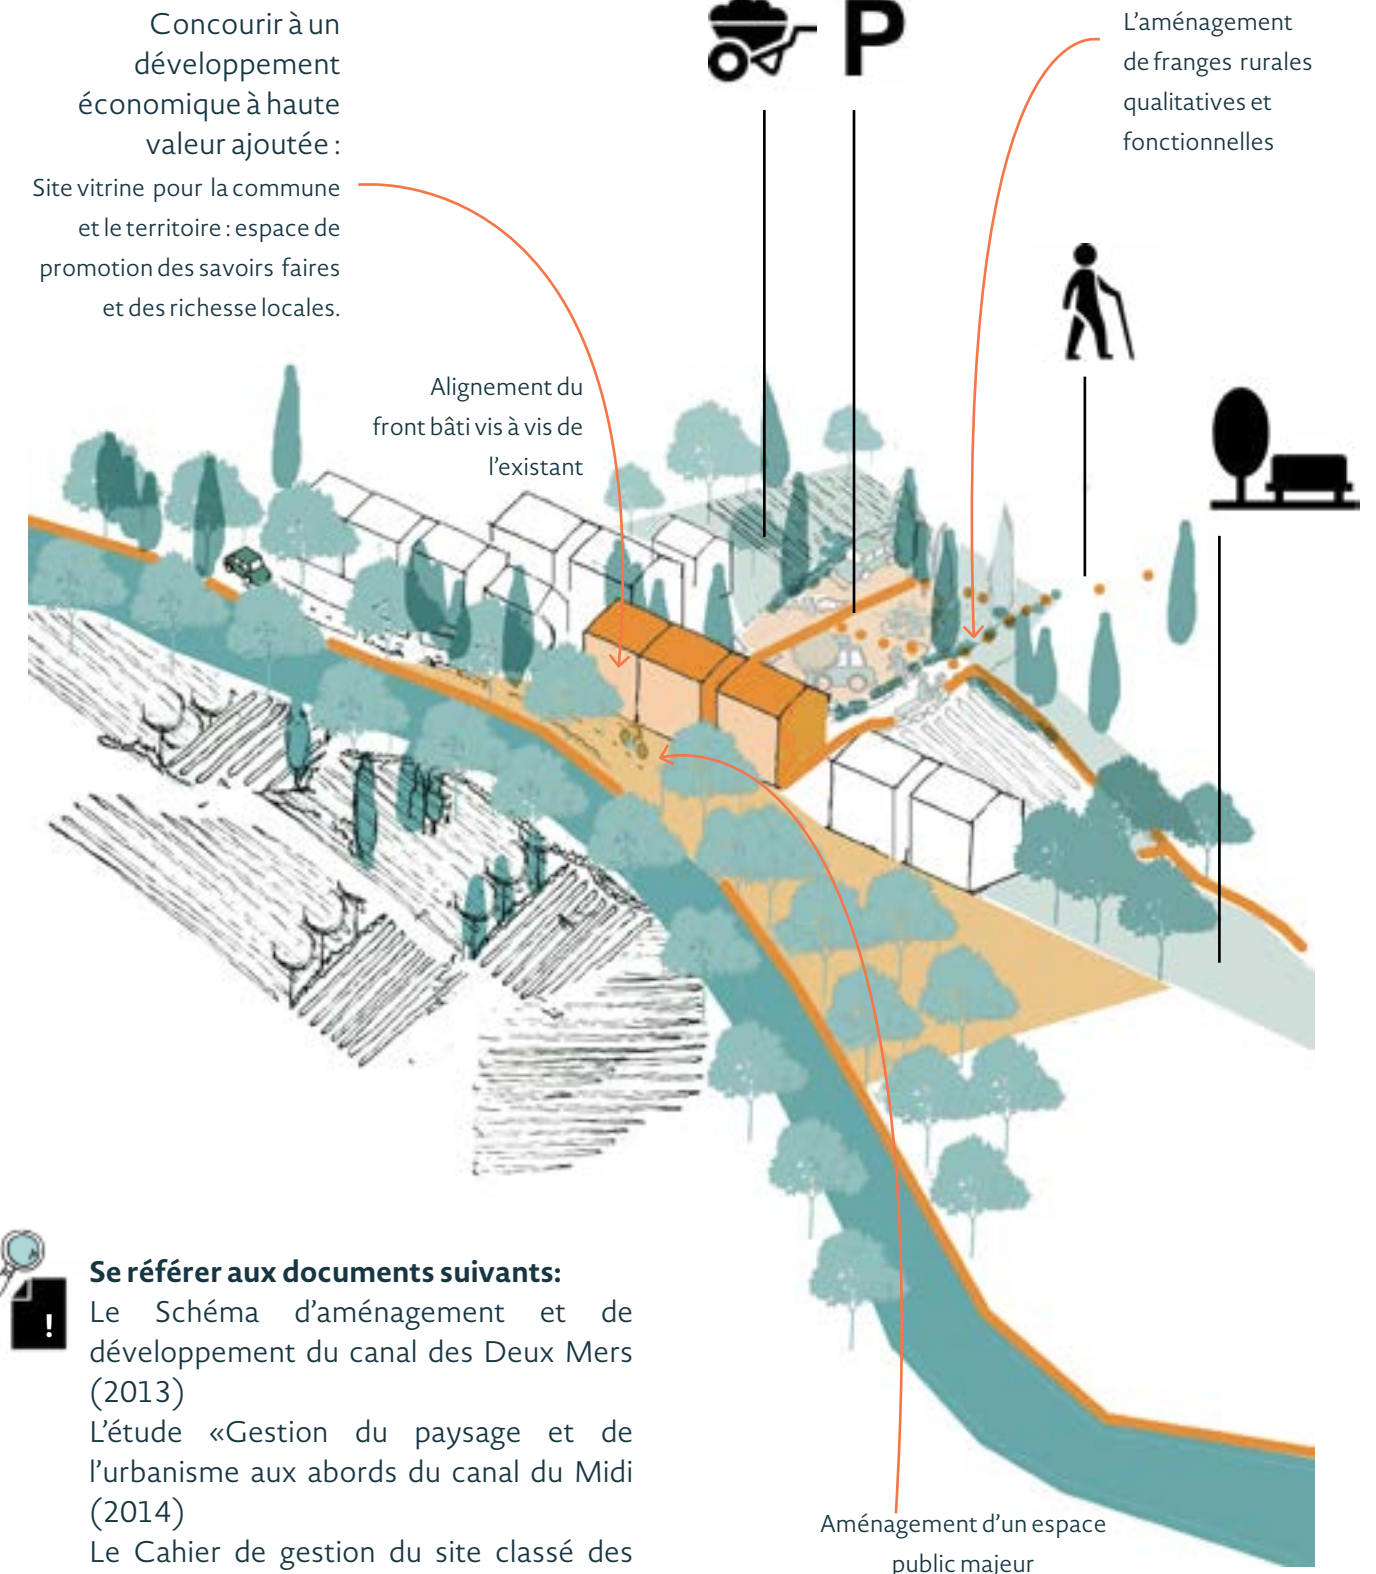 Concourir à un
développement
économique à haute
valeur ajoutée :
Site vitrine pour la commune
et le territoire : espace de
promotion des savoirs faires
et des richesse locales.
P
L'aménagement
de franges rurales
qualitatives et
fonctionnelles
Alignement du
front bâti vis à vis de
l'existant
!
Se référer aux documents suivants:
Le Schéma d'aménagement et de
développement du canal des Deux Mers
(2013)
L'étude «Gestion du paysage et de
l'urbanisme aux abords du canal du Midi
(2014)
Le Cahier de gestion du site classé des
Aménagement d'un espace
public majeur